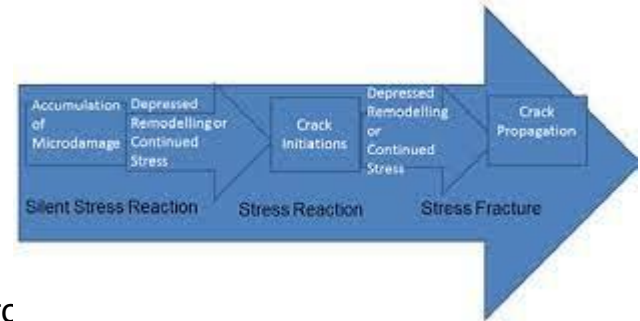 Accumulation
of
Microdamage
Depressed
Remodelling or
Continued
Stress
Crack
Initiations
Depressed
Remodelling
or
Continued
Stress
Crack
Propagation
Silent Stress Reaction
Stress Reaction
Stress Fracture